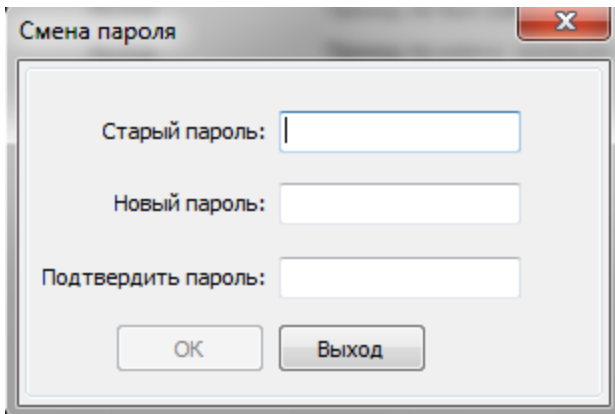 Смена пароля
Старый пароль:
Новый пароль:
Подтвердить пароль:
OK
Выход